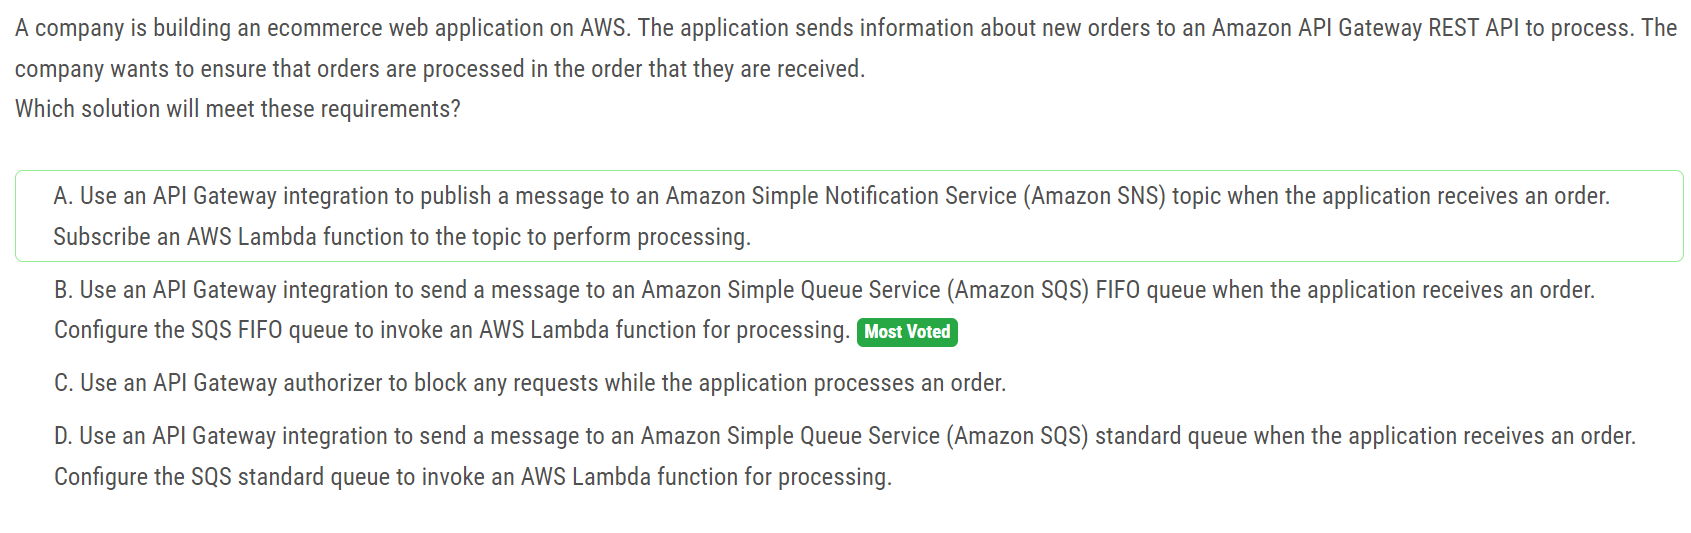 A company is building an ecommerce web application on AWS. The application sends information about new orders to an Amazon API Gateway REST API to process. The
company wants to ensure that orders are processed in the order that they are received.
Which solution will meet these requirements?
A. Use an API Gateway integration to publish a message to an Amazon Simple Notification Service (Amazon SNS) topic when the application receives an order.
Subscribe an AWS Lambda function to the topic to perform processing.
B. Use an API Gateway integration to send a message to an Amazon Simple Queue Service (Amazon SQS) FIFO queue when the application receives an order.
Configure the SQS FIFO queue to invoke an AWS Lambda function for processing. Most Voted
C. Use an API Gateway authorizer to block any requests while the application processes an order.
D. Use an API Gateway integration to send a message to an Amazon Simple Queue Service (Amazon SQS) standard queue when the application receives an order.
Configure the SQS standard queue to invoke an AWS Lambda function for processing.